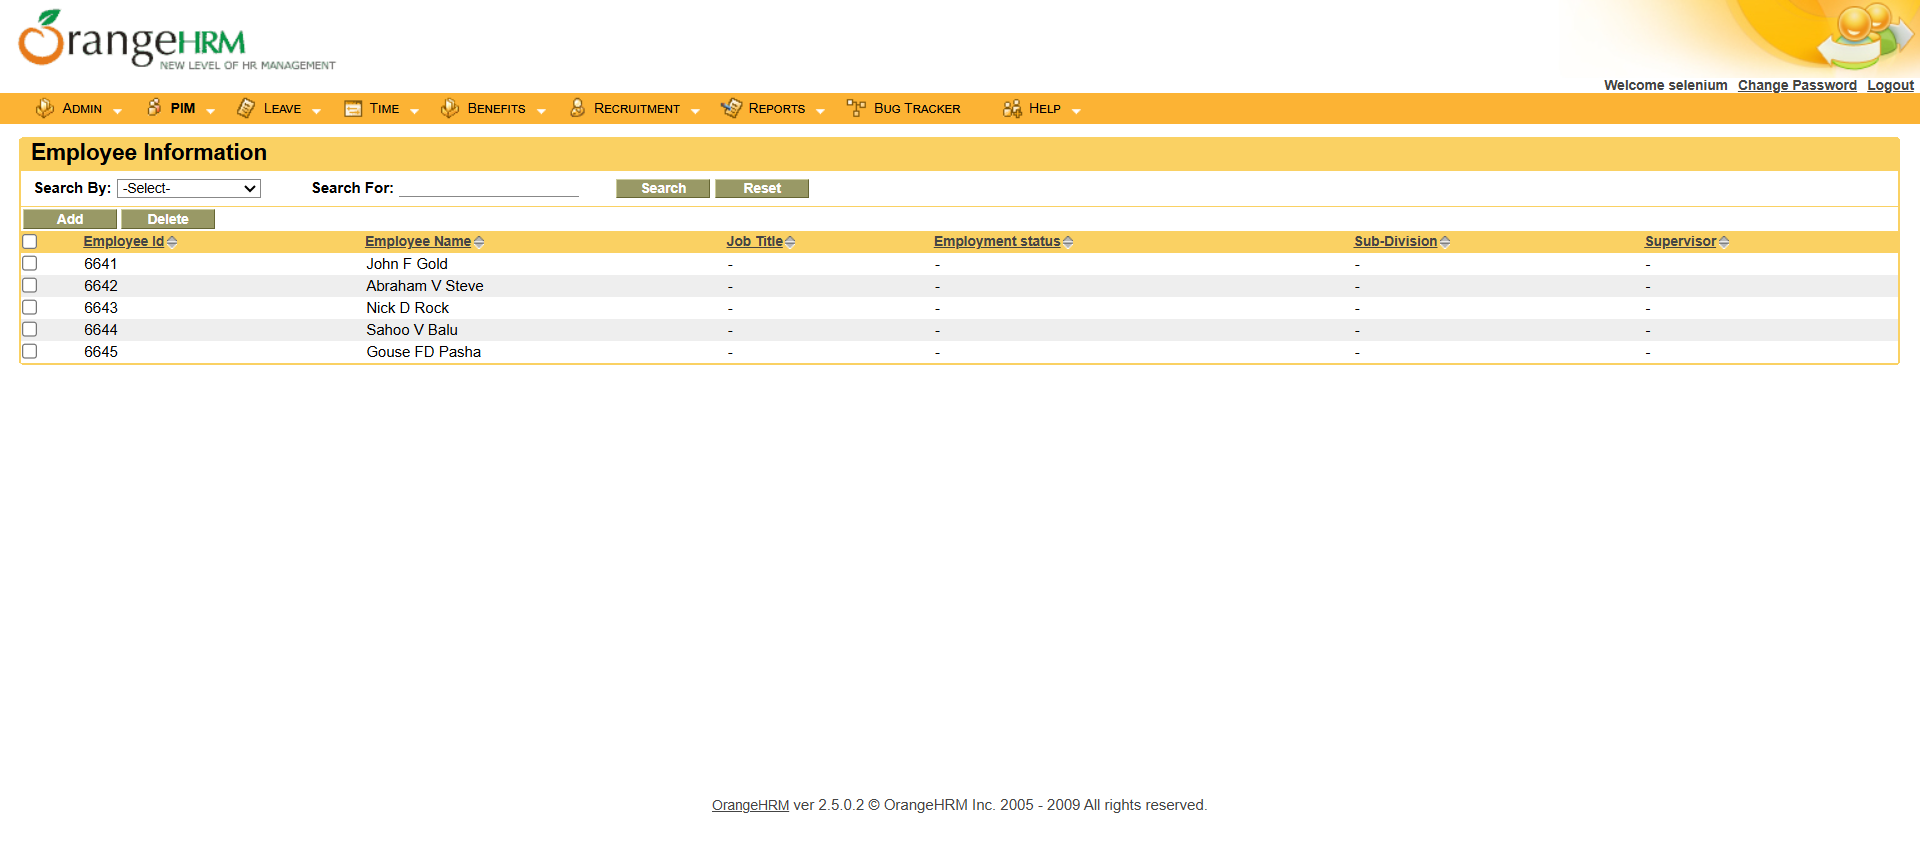 OrangeHRM
NEW LEVEL OF HR MANAGEMENT
Welcome selenium Change Password Logout
ADMIN PIM LEAVE TIME BENEFITS RECRUITMENT REPORTS BUG TRACKER HELP
Employee Information
Search By: -Select- Search For: Search Reset
Add Delete
Employee Id Employee Name Job Title Employment status Sub-Division Supervisor
6641 John F Gold - - - -
6642 Abraham V Steve - - - -
6643 Nick D Rock - - - -
6644 Sahoo V Balu - - - -
6645 Gouse FD Pasha - - - -
OrangeHRM ver 2.5.0.2 © OrangeHRM Inc. 2005 - 2009 All rights reserved.